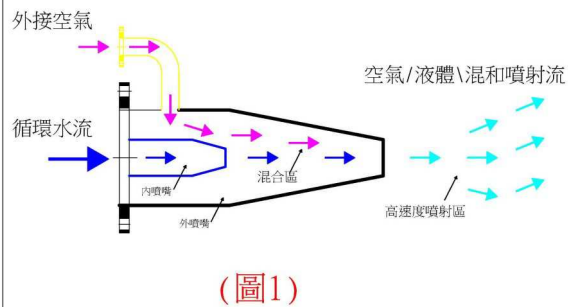 外接空氣
空氣/液體\混和噴射流
循環水流
內噴嘴
混合區
外噴嘴
高速度噴射區
(圖1)